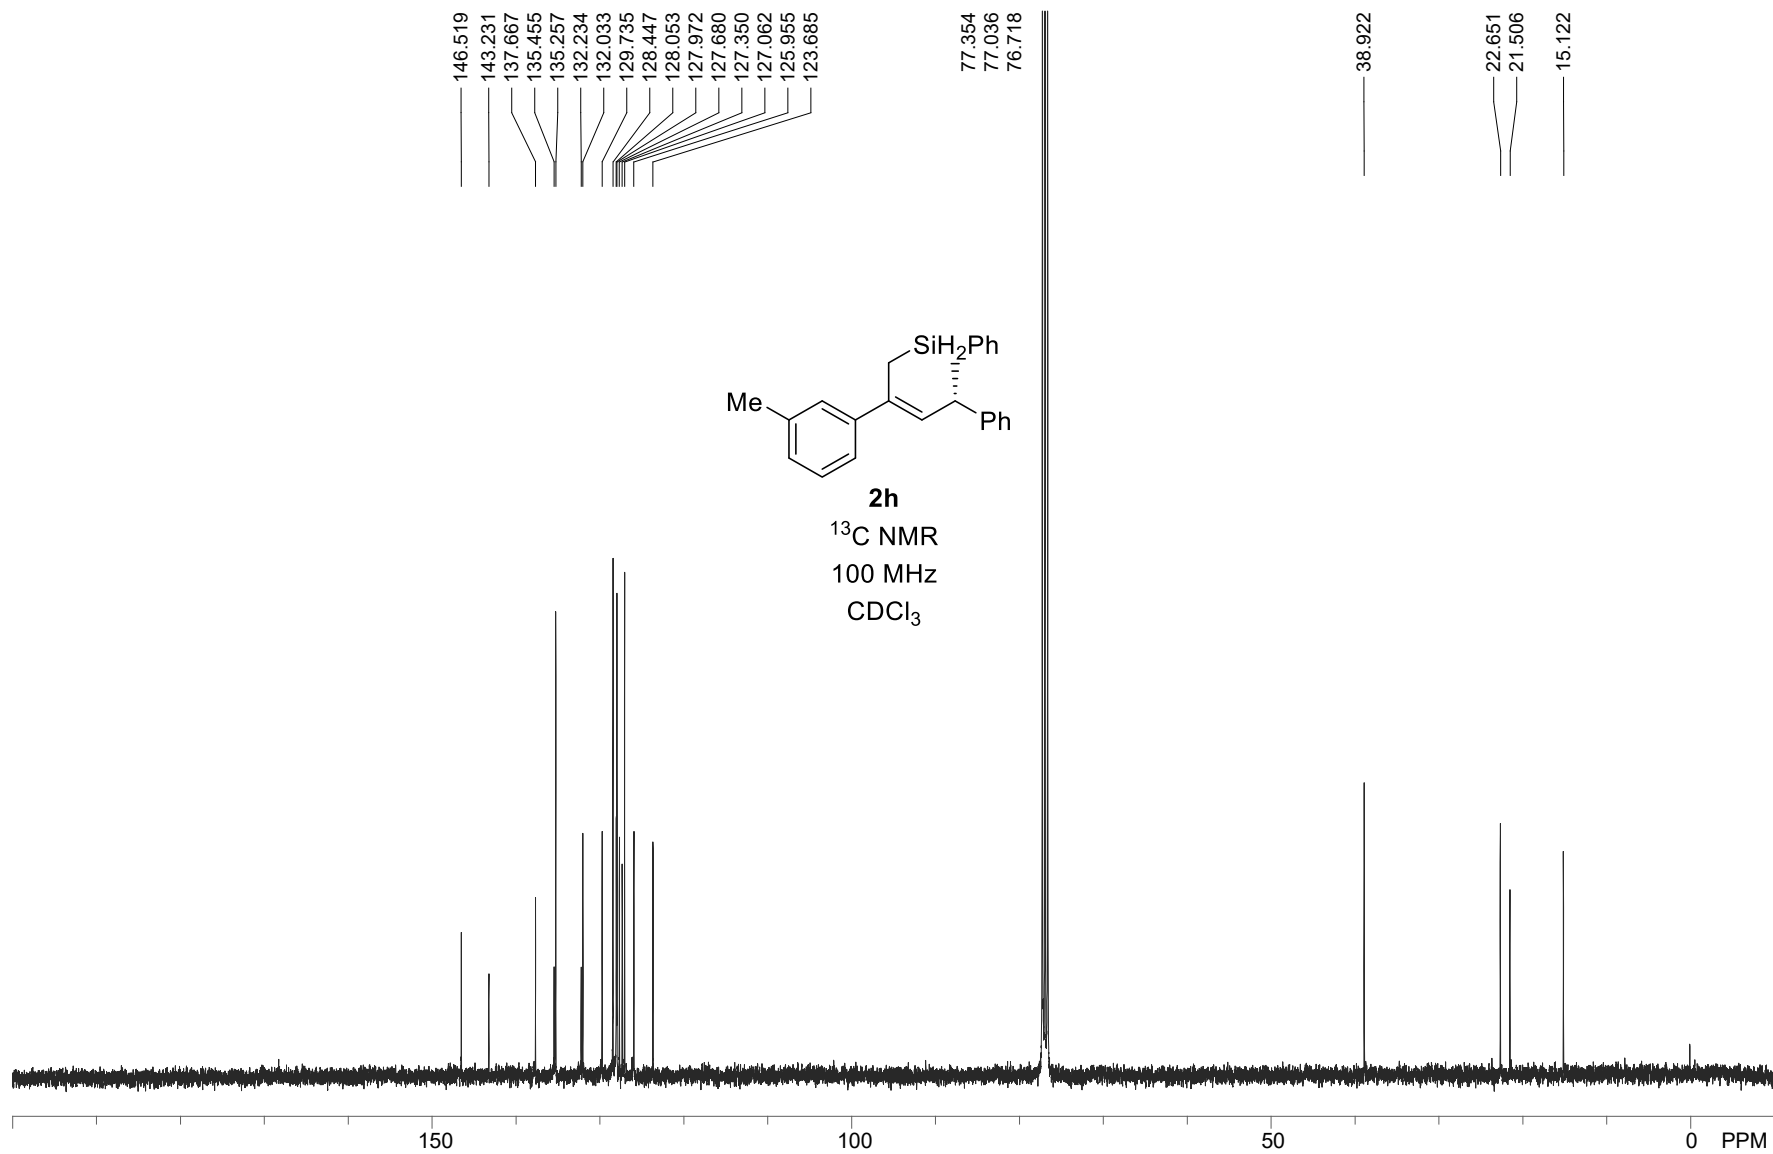 146.519
143.231
137.667
135.455
135.257
132.234
132.033
129.735
128.447
128.053
127.972
127.680
127.350
127.062
125.955
123.685
77.354
77.036
76.718
38.922
22.651
21.506
15.122
SiH₂Ph
Me
Ph
2h
¹³C NMR
100 MHz
CDCl₃
150 100 50 0 PPM